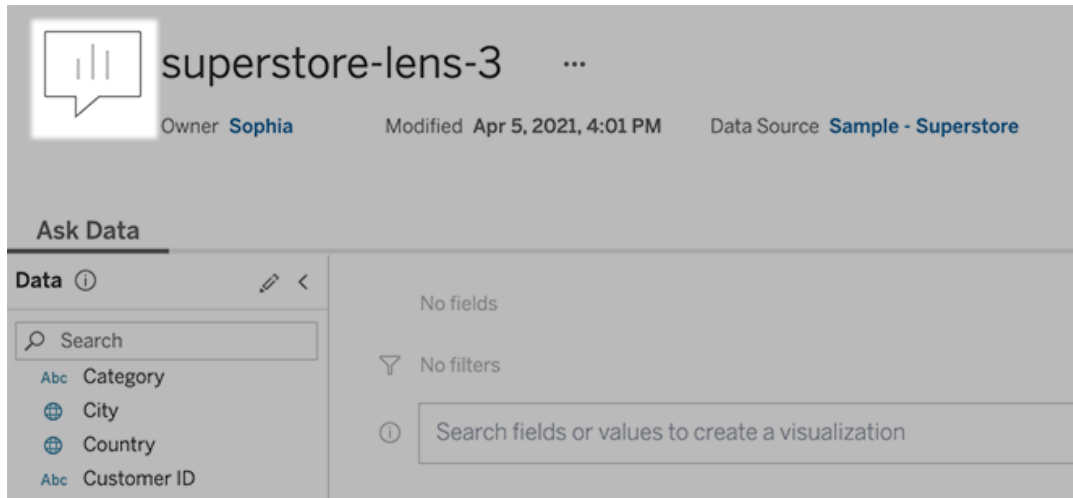 superstore-lens-3 ...
Owner Sophia Modified Apr 5, 2021, 4:01 PM Data Source Sample - Superstore
Ask Data
Data
Search
Abc Category
City
Country
Abc Customer ID
No fields
No filters
Search fields or values to create a visualization